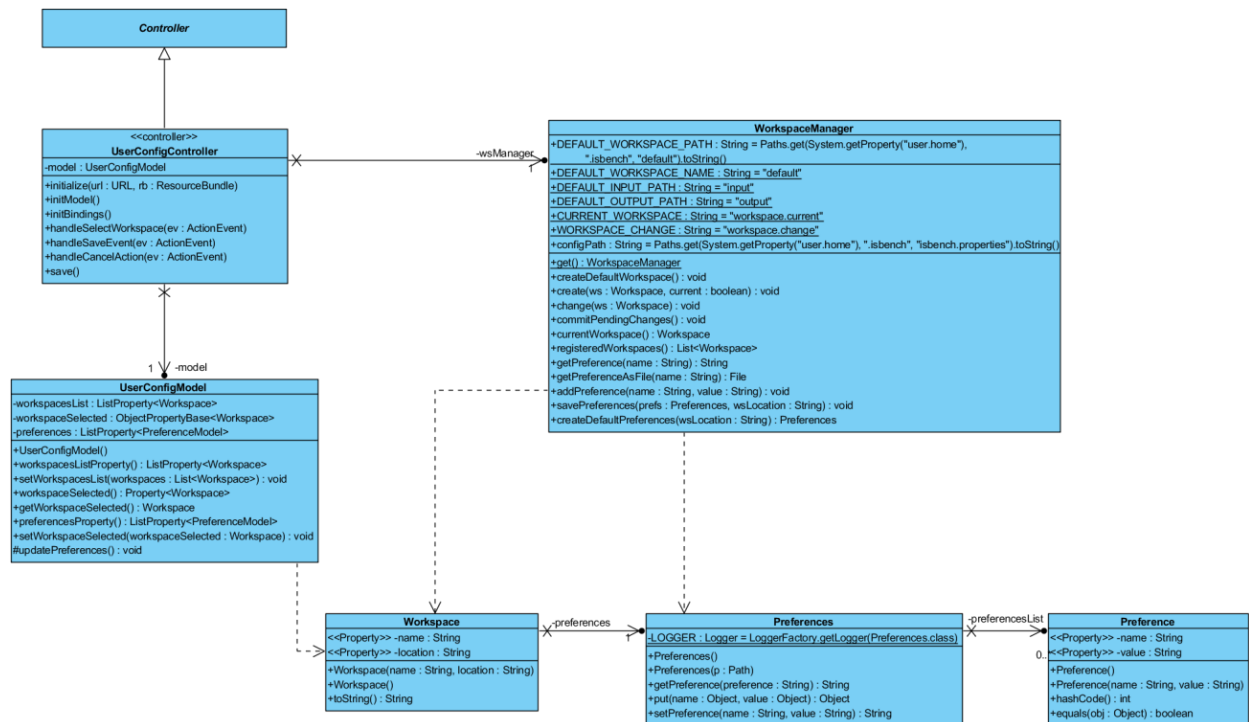 Controller
<<controller>>
UserConfigController
-model : UserConfigModel
+initialize(url : URL, rb : ResourceBundle)
+initModel()
+initBindings()
+handleSelectWorkspace(ev : ActionEvent)
+handleSaveEvent(ev : ActionEvent)
+handleCancelAction(ev : ActionEvent)
+save()
-wsManager
1
WorkspaceManager
+DEFAULT_WORKSPACE_PATH : String = Paths.get(System.getProperty("user.home"),
".isbench", "default").toString()
+DEFAULT_WORKSPACE_NAME : String = "default"
+DEFAULT_INPUT_PATH : String = "input"
+DEFAULT_OUTPUT_PATH : String = "output"
+CURRENT_WORKSPACE : String = "workspace.current"
+WORKSPACE_CHANGE : String = "workspace.change"
+configPath : String = Paths.get(System.getProperty("user.home"), ".isbench", "isbench.properties").toString()
+get() : WorkspaceManager
+createDefaultWorkspace() : void
+create(ws : Workspace, current : boolean) : void
+change(ws : Workspace) : void
+commitPendingChanges() : void
+currentWorkspace() : Workspace
+registeredWorkspaces() : List<Workspace>
+getPreference(name : String) : String
+getPreferenceAsFile(name : String) : File
+addPreference(name : String, value : String) : void
+savePreferences(prefs : Preferences, wsLocation : String) : void
+createDefaultPreferences(wsLocation : String) : Preferences
1
-model
UserConfigModel
-workspacesList : ListProperty<Workspace>
-workspaceSelected : ObjectPropertyBase<Workspace>
-preferences : ListProperty<PreferenceModel>
+UserConfigModel()
+workspacesListProperty() : ListProperty<Workspace>
+setWorkspacesList(workspaces : List<Workspace>) : void
+workspaceSelected() : Property<Workspace>
+getWorkspaceSelected() : Workspace
+preferencesProperty() : ListProperty<PreferenceModel>
+setWorkspaceSelected(workspaceSelected : Workspace) : void
#updatePreferences() : void
Workspace
<<Property>> -name : String
<<Property>> -location : String
+Workspace(name : String, location : String)
+Workspace()
+toString() : String
-preferences
1
Preferences
-LOGGER : Logger = LoggerFactory.getLogger(Preferences.class)
+Preferences()
+Preferences(p : Path)
+getPreference(preference : String) : String
+put(name : Object, value : Object) : Object
+setPreference(name : String, value : String) : String
-preferencesList
0..
Preference
<<Property>> -name : String
<<Property>> -value : String
+Preference()
+Preference(name : String, value : String)
+hashCode() : int
+equals(obj : Object) : boolean